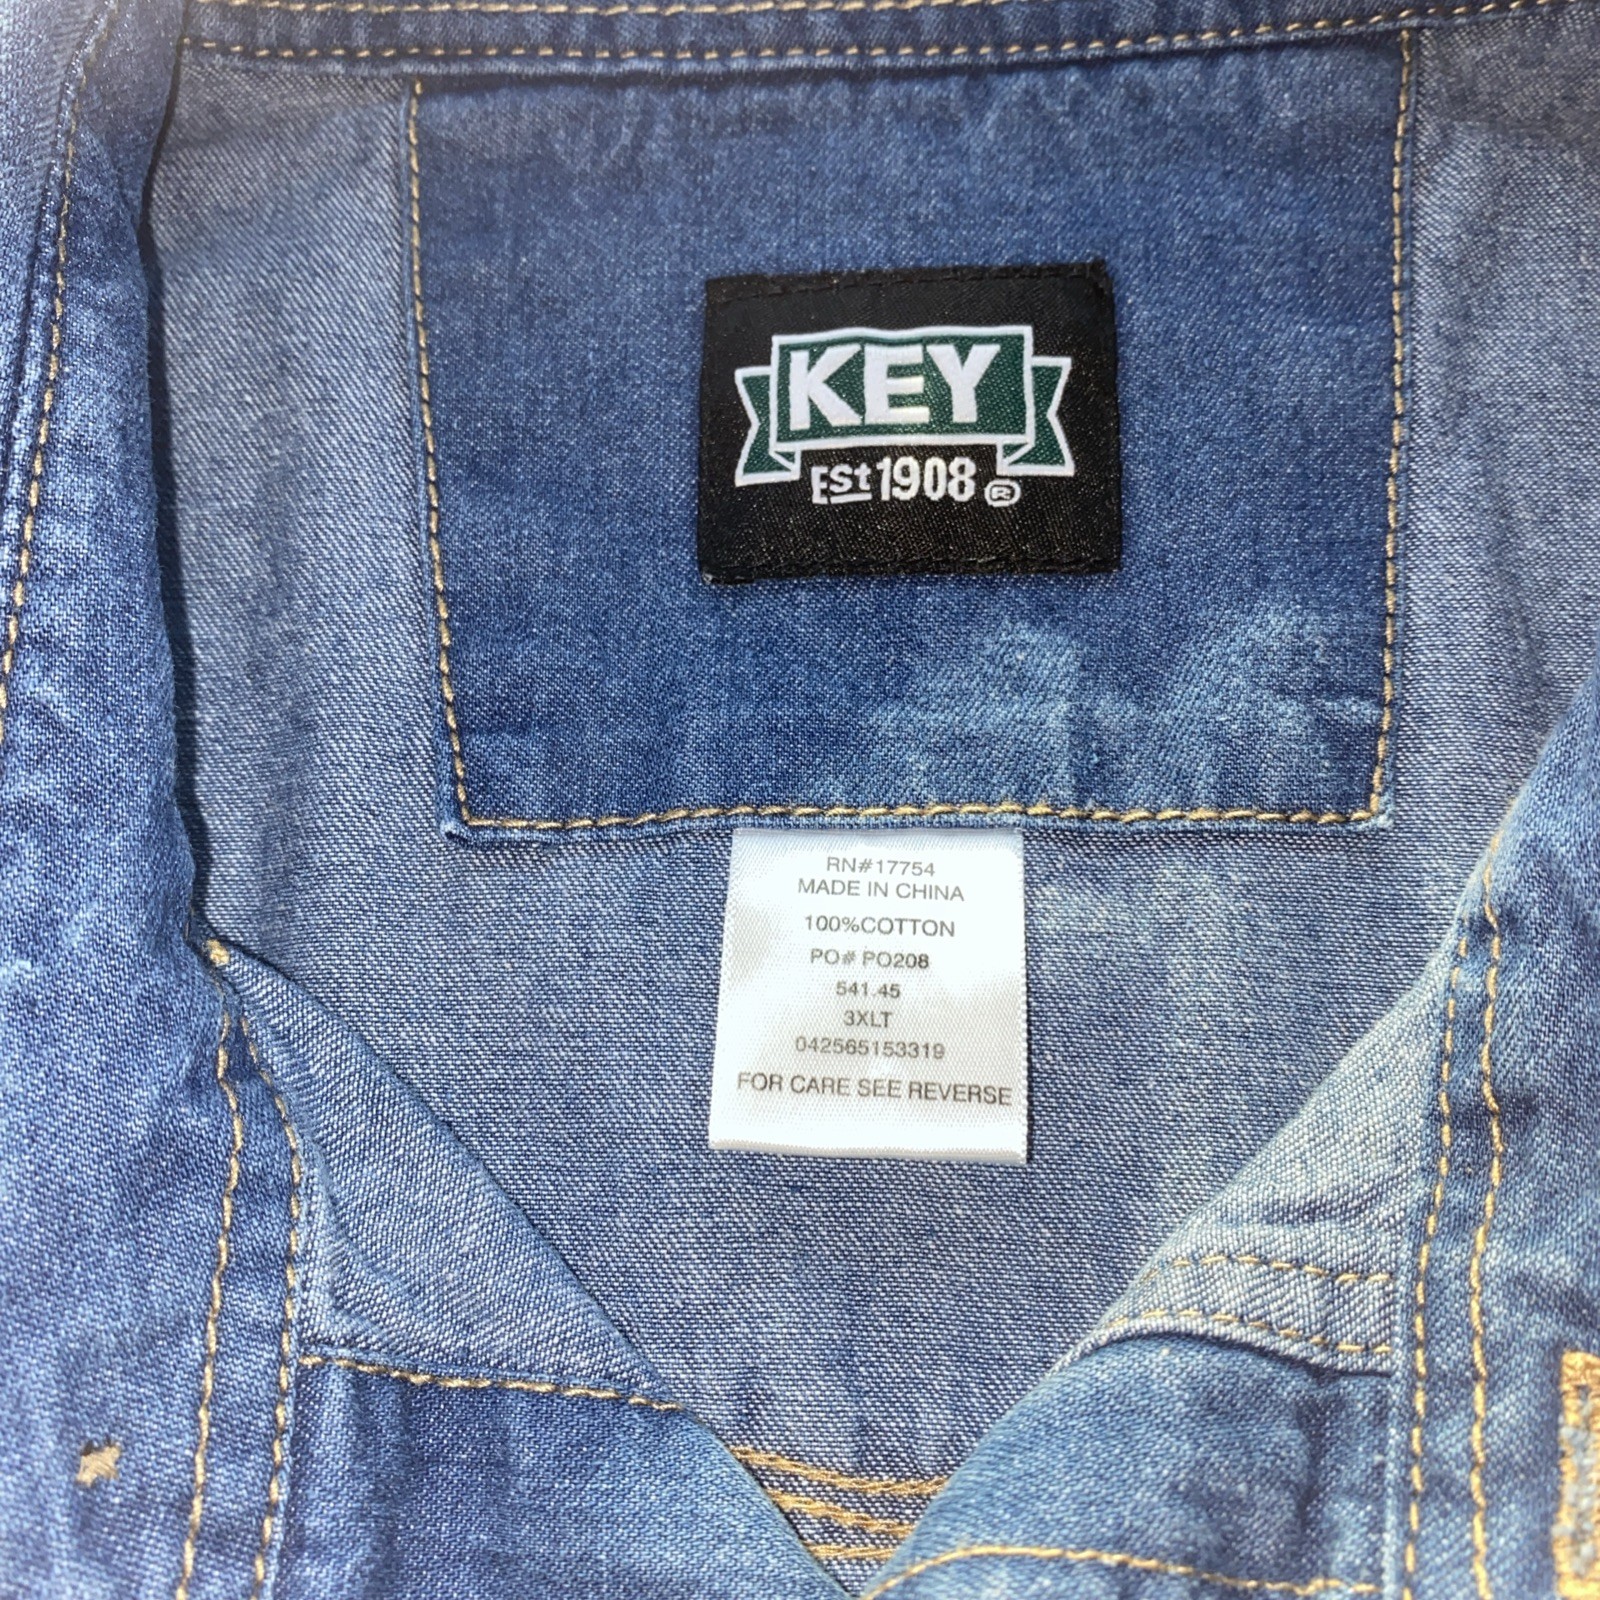 KEY
Est 1908 ®
RN#17754
MADE IN CHINA
100%COTTON
PO# PO208
541.45
3XLT
042565153319
FOR CARE SEE REVERSE